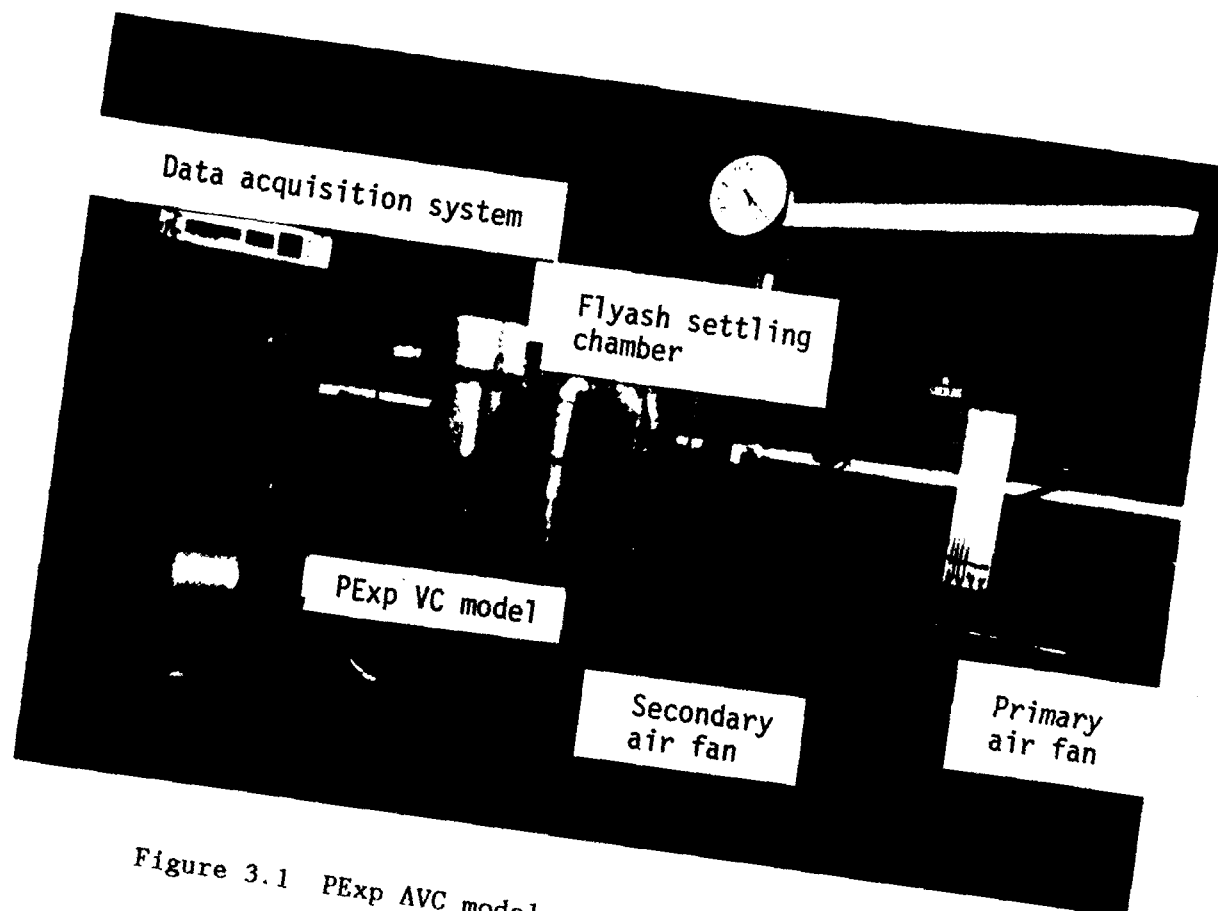 Data acquisition system
Flyash settling
chamber
PExp VC model
Secondary
air fan
Primary
air fan
Figure 3.1 PExp AVC model